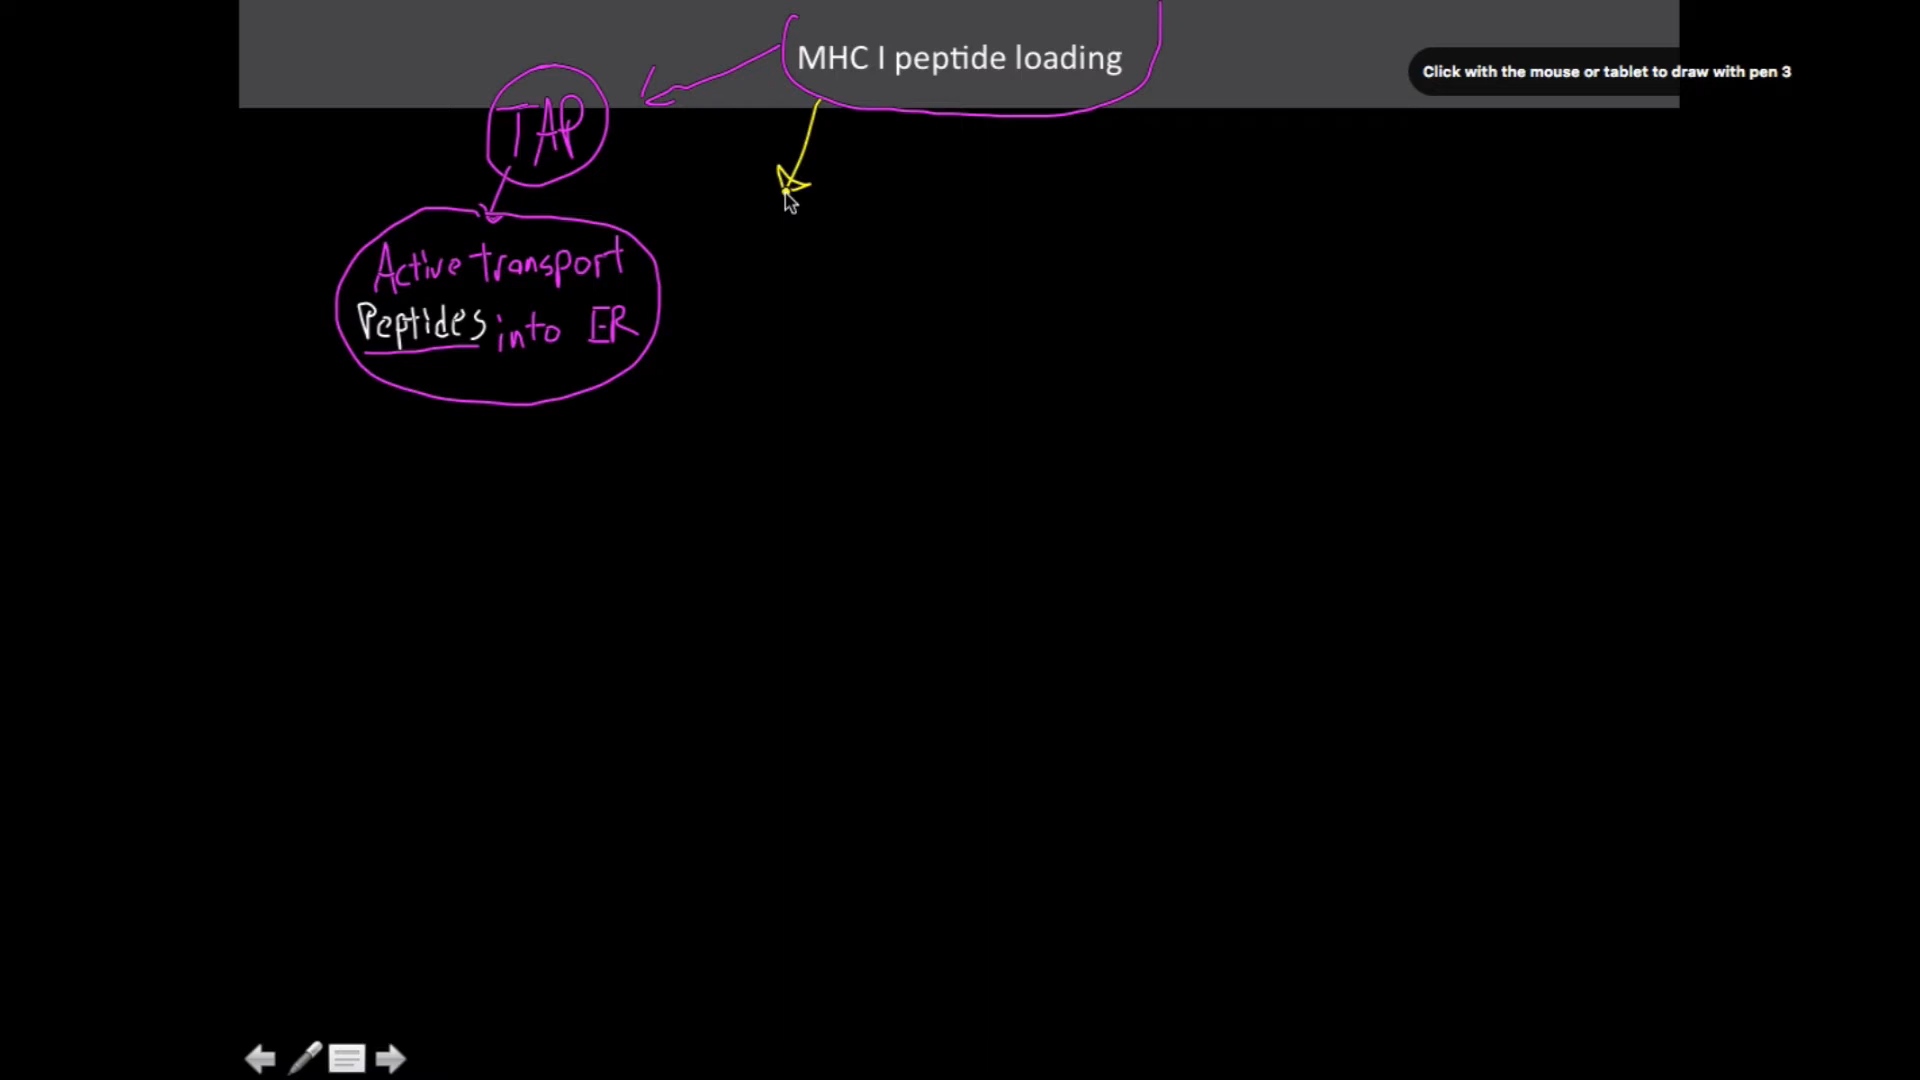 MHC I peptide loading
Click with the mouse or tablet to draw with pen 3
TAP
Active transport
Peptides into ER